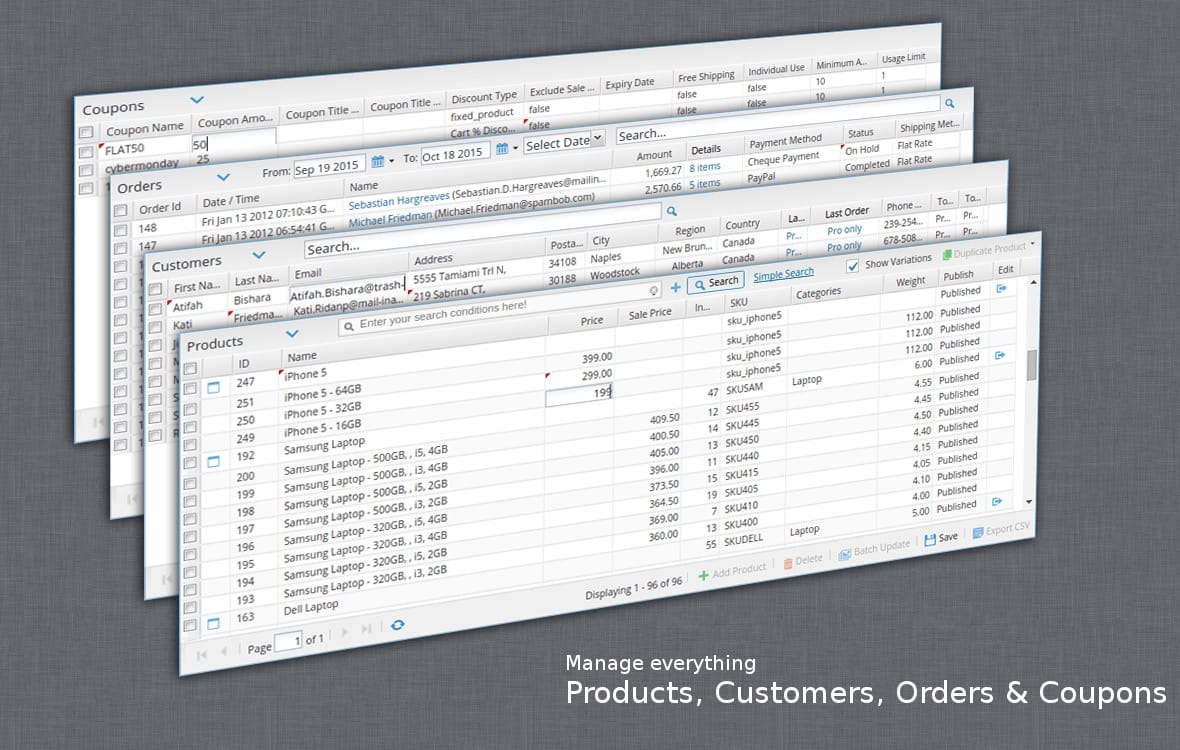 Coupons
Coupon Name Coupon Amo... Coupon Title ... Coupon Title ... Discount Type Exclude Sale ... Expiry Date Free Shipping Individual Use Minimum A... Usage Limit
FLAT50 50 fixed_product false false false 10 1
cybermonday 25 Cart % Disco... false false false 10 1
Orders From: Sep 19 2015 To: Oct 18 2015 Select Date Search...
Order Id Date / Time Name Amount Details Payment Method Status Shipping Met...
148 Fri Jan 13 2012 07:10:43 G... Sebastian Hargreaves (Sebastian.D.Hargreaves@mailin... 1,669.27 8 items Cheque Payment On Hold Flat Rate
147 Fri Jan 13 2012 06:54:41 G... Michael Friedman (Michael.Friedman@spambob.com) 2,570.66 5 items PayPal Completed Flat Rate
Customers Search...
First Na... Last Na... Email Address Posta... City Region Country La... Last Order Phone ... To... To...
Atifah Bishara Atifah.Bishara@trash- 5555 Tamiami Trl N, 34108 Naples New Brun... Canada Pr... Pro only 239-254... Pr... Pr...
Kati Friedma... Kati.Ridanp@mail-ina... 219 Sabrina CT, 30188 Woodstock Alberta Canada Pr... Pro only 678-508... Pr... Pr...
Products Enter your search conditions here! Search Simple Search Show Variations Duplicate Product
ID Name Price Sale Price In... SKU Categories Weight Publish Edit
247 iPhone 5 sku_iphone5 Published
251 iPhone 5 - 64GB 399.00 sku_iphone5 112.00 Published
250 iPhone 5 - 32GB 299.00 sku_iphone5 112.00 Published
249 iPhone 5 - 16GB 199 sku_iphone5 112.00 Published
192 Samsung Laptop 47 SKUSAM Laptop 6.00 Published
200 Samsung Laptop - 500GB, , i5, 4GB 409.50 12 SKU455 4.55 Published
199 Samsung Laptop - 500GB, , i3, 4GB 400.50 14 SKU445 4.45 Published
198 Samsung Laptop - 500GB, , i5, 2GB 405.00 13 SKU450 4.50 Published
197 Samsung Laptop - 500GB, , i3, 2GB 396.00 11 SKU440 4.40 Published
196 Samsung Laptop - 320GB, , i5, 4GB 373.50 15 SKU415 4.15 Published
195 Samsung Laptop - 320GB, , i3, 4GB 364.50 19 SKU405 4.05 Published
194 Samsung Laptop - 320GB, , i5, 2GB 369.00 7 SKU410 4.10 Published
193 Samsung Laptop - 320GB, , i3, 2GB 360.00 13 SKU400 4.00 Published
163 Dell Laptop 55 SKUDELL Laptop 5.00 Published
Page 1 of 1 Displaying 1 - 96 of 96 Add Product Delete Batch Update Save Export CSV
Manage everything
Products, Customers, Orders & Coupons